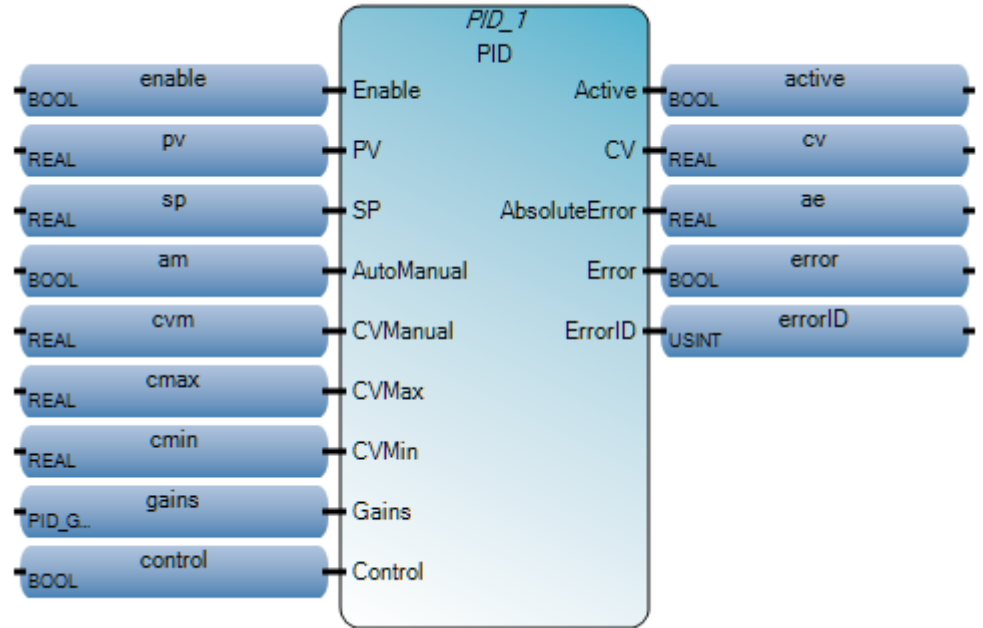 PID_1
PID
enable
BOOL
Enable
Active
active
BOOL
pv
REAL
PV
CV
cv
REAL
sp
REAL
SP
AbsoluteError
ae
REAL
am
BOOL
AutoManual
Error
error
BOOL
cvm
REAL
CVManual
ErrorID
errorID
USINT
cmax
REAL
CVMax
cmin
REAL
CVMin
gains
PID_G...
Gains
control
BOOL
Control